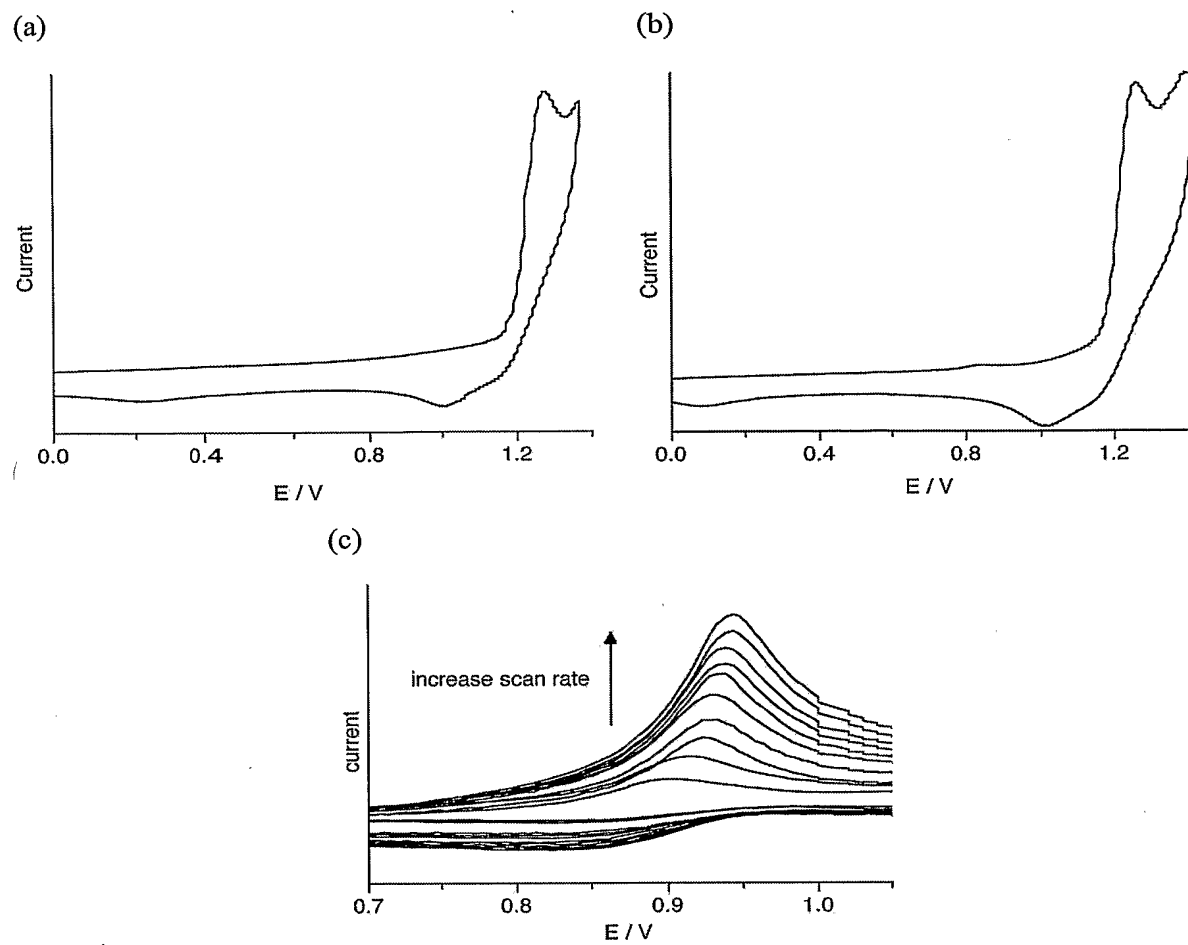 (a)
Current
0.0 0.4 0.8 1.2
E / V
(b)
Current
0.0 0.4 0.8 1.2
E / V
(c)
increase scan rate
current
0.7 0.8 0.9 1.0
E / V